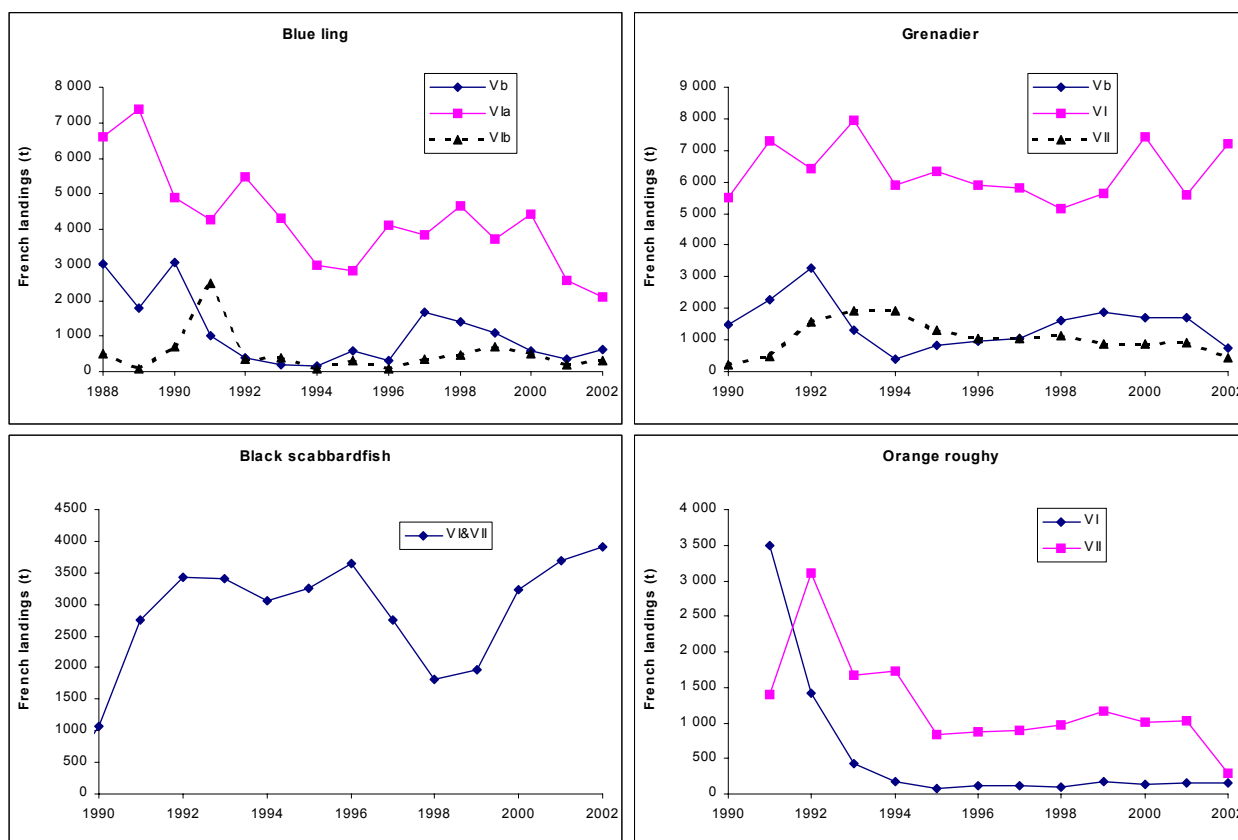 Blue ling
8 000
7 000
6 000
5 000
4 000
3 000
2 000
1 000
0
French landings (t)
1988 1990 1992 1994 1996 1998 2000 2002
Vb
VIa
VIb
Grenadier
9 000
8 000
7 000
6 000
5 000
4 000
3 000
2 000
1 000
0
French landings (t)
1990 1992 1994 1996 1998 2000 2002
Vb
VI
VII
Black scabbardfish
4500
4000
3500
3000
2500
2000
1500
1000
500
0
French landings (t)
1990 1992 1994 1996 1998 2000 2002
VI&VII
Orange roughy
4 000
3 500
3 000
2 500
2 000
1 500
1 000
500
0
French landings (t)
1990 1992 1994 1996 1998 2000 2002
VI
VII